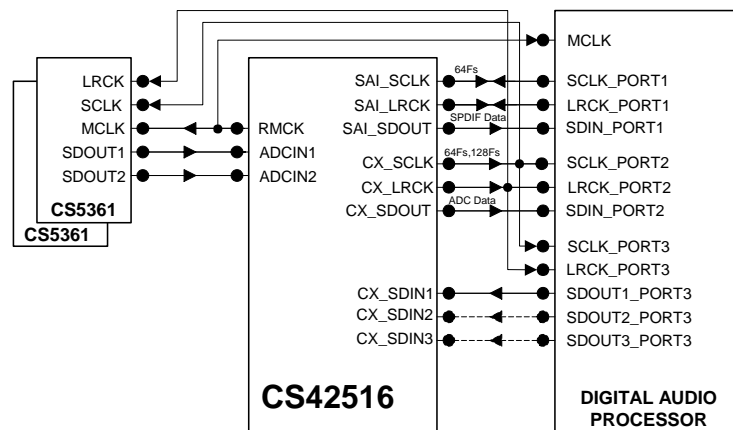 LRCK
SCLK
MCLK
SDOUT1
SDOUT2
CS5361
CS5361
RMCK
ADCIN1
ADCIN2
SAI_SCLK
SAI_LRCK
SAI_SDOUT
CX_SCLK
CX_LRCK
CX_SDOUT
CX_SDIN1
CX_SDIN2
CX_SDIN3
CS42516
64Fs
SPDIF Data
64Fs,128Fs
ADC Data
MCLK
SCLK_PORT1
LRCK_PORT1
SDIN_PORT1
SCLK_PORT2
LRCK_PORT2
SDIN_PORT2
SCLK_PORT3
LRCK_PORT3
SDOUT1_PORT3
SDOUT2_PORT3
SDOUT3_PORT3
DIGITAL AUDIO
PROCESSOR